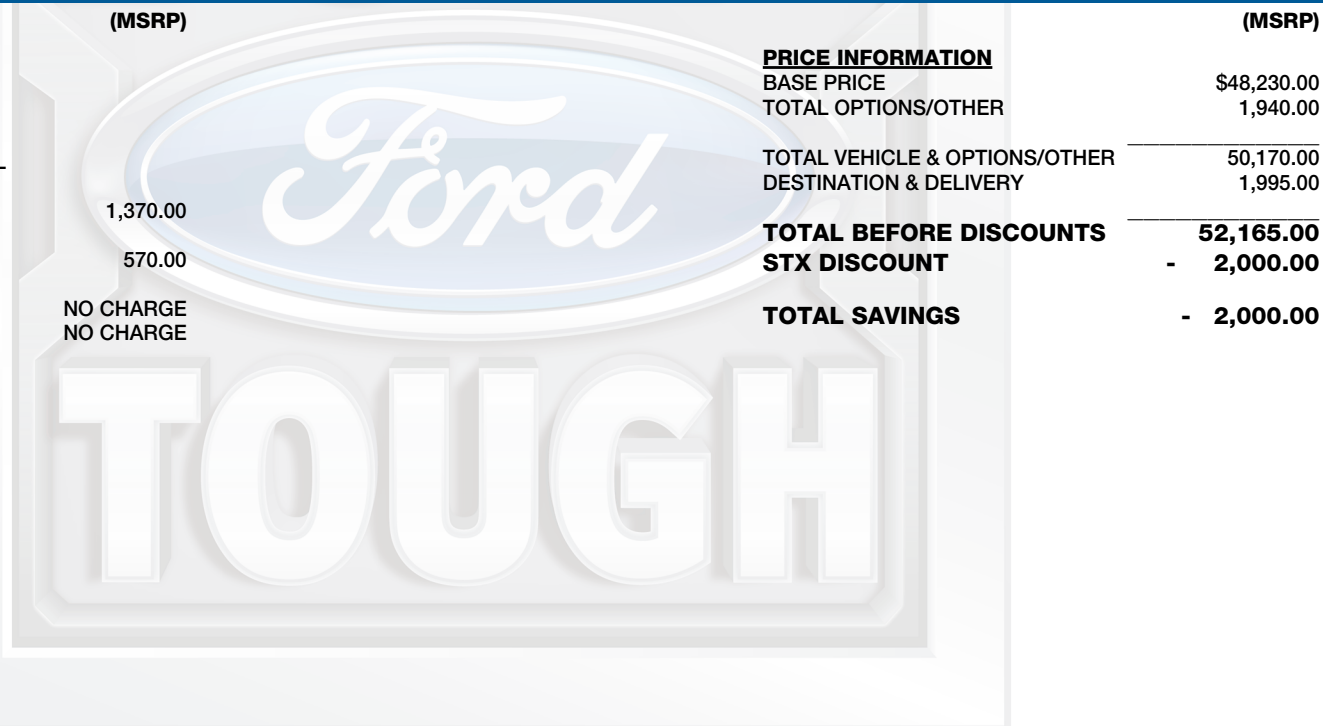 (MSRP)
1,370.00
570.00
NO CHARGE
NO CHARGE
(MSRP)
PRICE INFORMATION
BASE PRICE $48,230.00
TOTAL OPTIONS/OTHER 1,940.00
TOTAL VEHICLE & OPTIONS/OTHER 50,170.00
DESTINATION & DELIVERY 1,995.00
TOTAL BEFORE DISCOUNTS 52,165.00
STX DISCOUNT - 2,000.00
TOTAL SAVINGS - 2,000.00
Ford
TOUGH